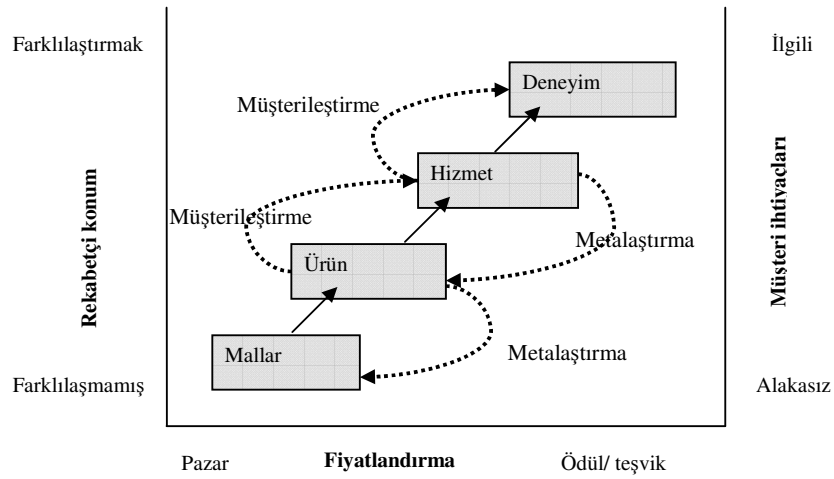 Farklılaştırmak
İlgili
Deneyim
Müşterileştirme
Hizmet
Müşterileştirme
Metalaştırma
Rekabetçi konum
Müşteri ihtivaçları
Ürün
Mallar
Metalaştırma
Farklılaşmamış
Alakasız
Pazar
Fiyatlandırma
Ödül/ teşvik